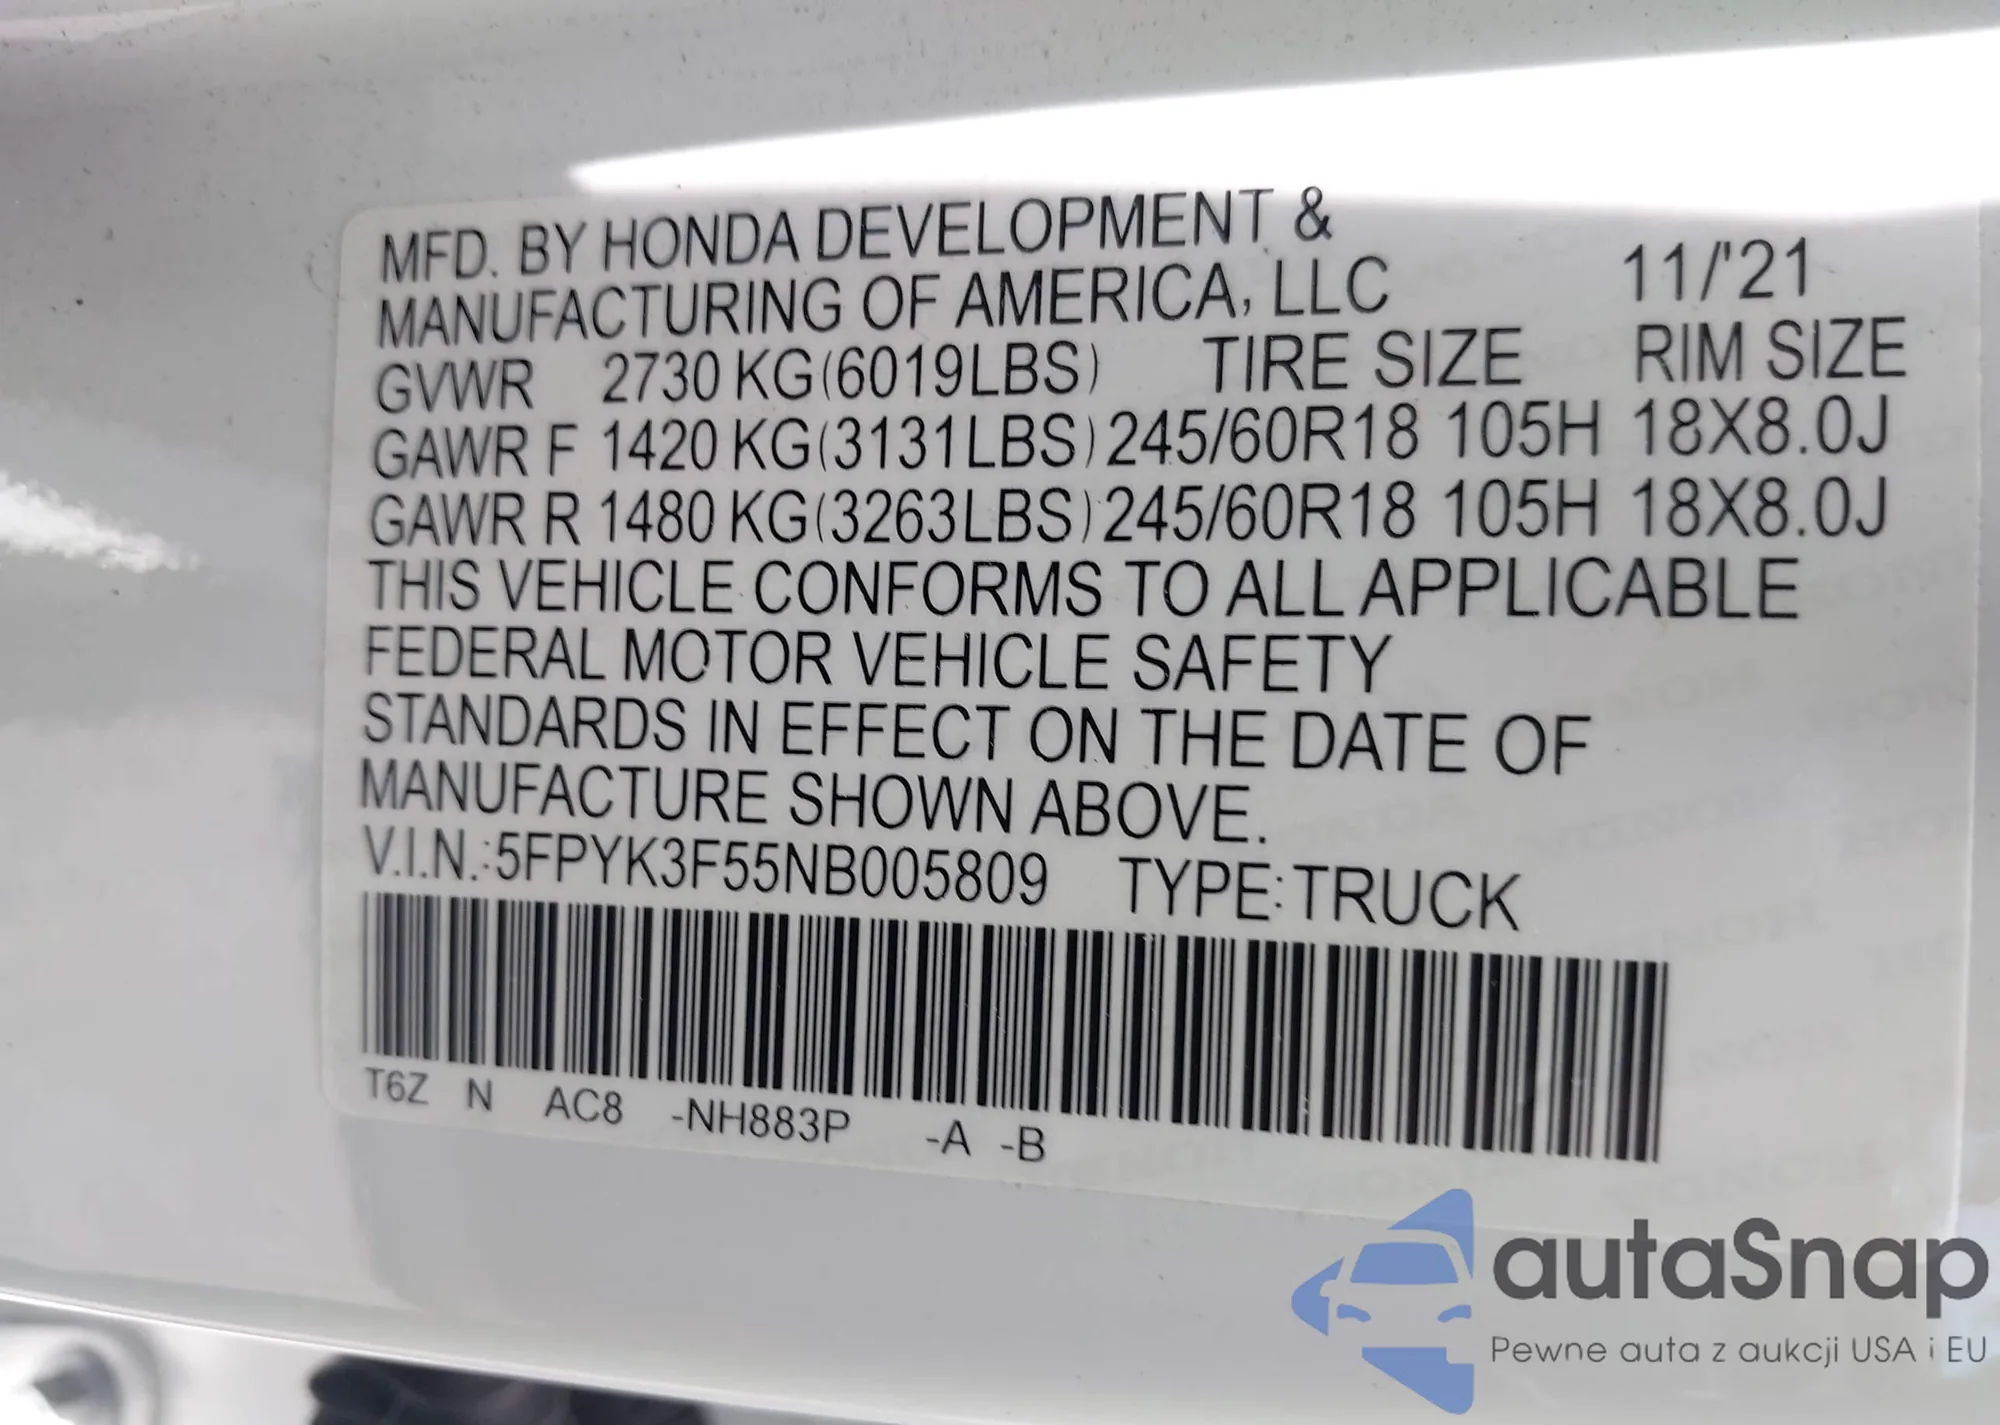 MFD. BY HONDA DEVELOPMENT &
MANUFACTURING OF AMERICA, LLC 11/'21
GVWR 2730 KG(6019LBS) TIRE SIZE RIM SIZE
GAWR F 1420 KG(3131LBS) 245/60R18 105H 18X8.0J
GAWR R 1480 KG(3263LBS) 245/60R18 105H 18X8.0J
THIS VEHICLE CONFORMS TO ALL APPLICABLE
FEDERAL MOTOR VEHICLE SAFETY
STANDARDS IN EFFECT ON THE DATE OF
MANUFACTURE SHOWN ABOVE.
V.I.N.:5FPYK3F55NB005809 TYPE:TRUCK
T6Z N AC8 -NH883P -A -B
autaSnap
Pewne auta z aukcji USA i EU